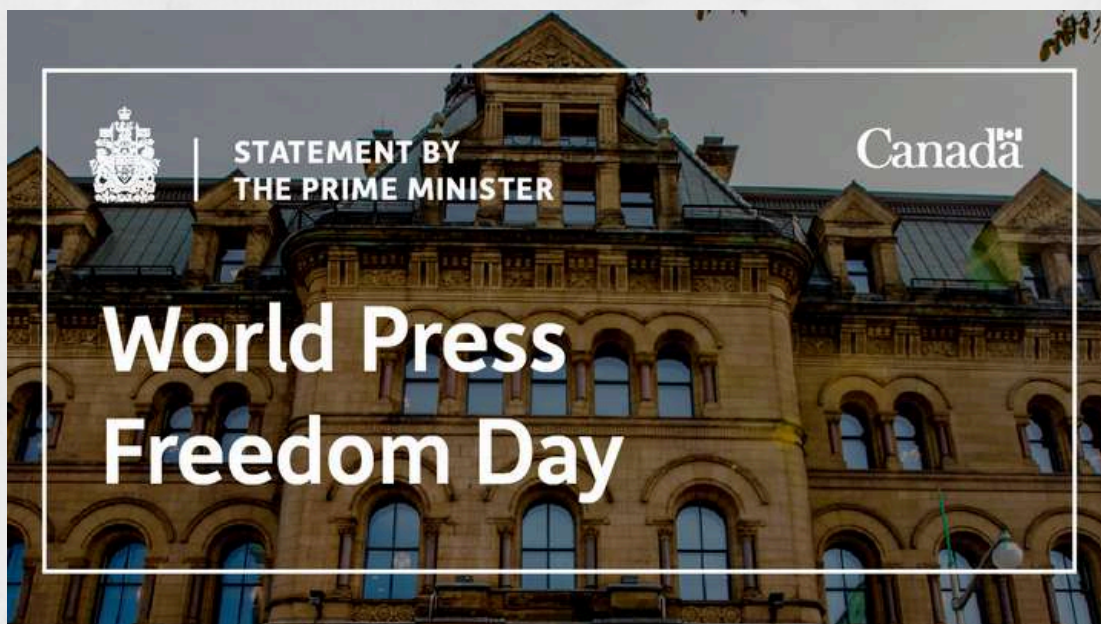 STATEMENT BY
THE PRIME MINISTER
Canada
World Press
Freedom Day